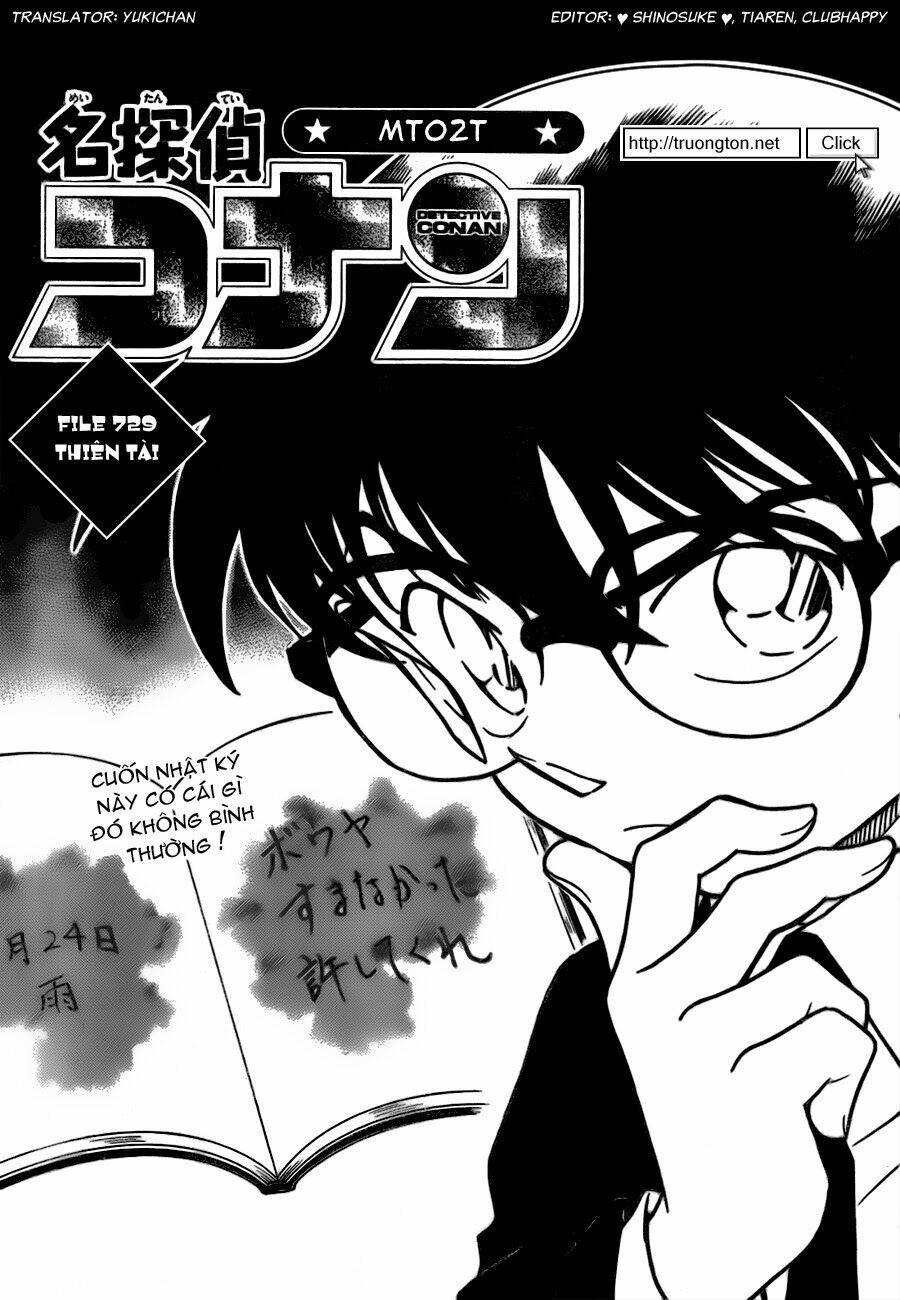 TRANSLATOR: YUKICHAN
EDITOR: ♥ SHINOSUKE ♥, TIAREN, CLUBHAPPY
めい たん てい
名探偵
★ MT02T ★
http://truongton.net Click
コナン
DETECTIVE
CONAN
FILE 729
THIÊN TÀI
CUỐN NHẬT KÝ
NÀY CÓ CÁI GÌ
ĐÓ KHÔNG BÌNH
THƯỜNG!
月24日
雨
ボウヤ
すまなかった
許してくれ